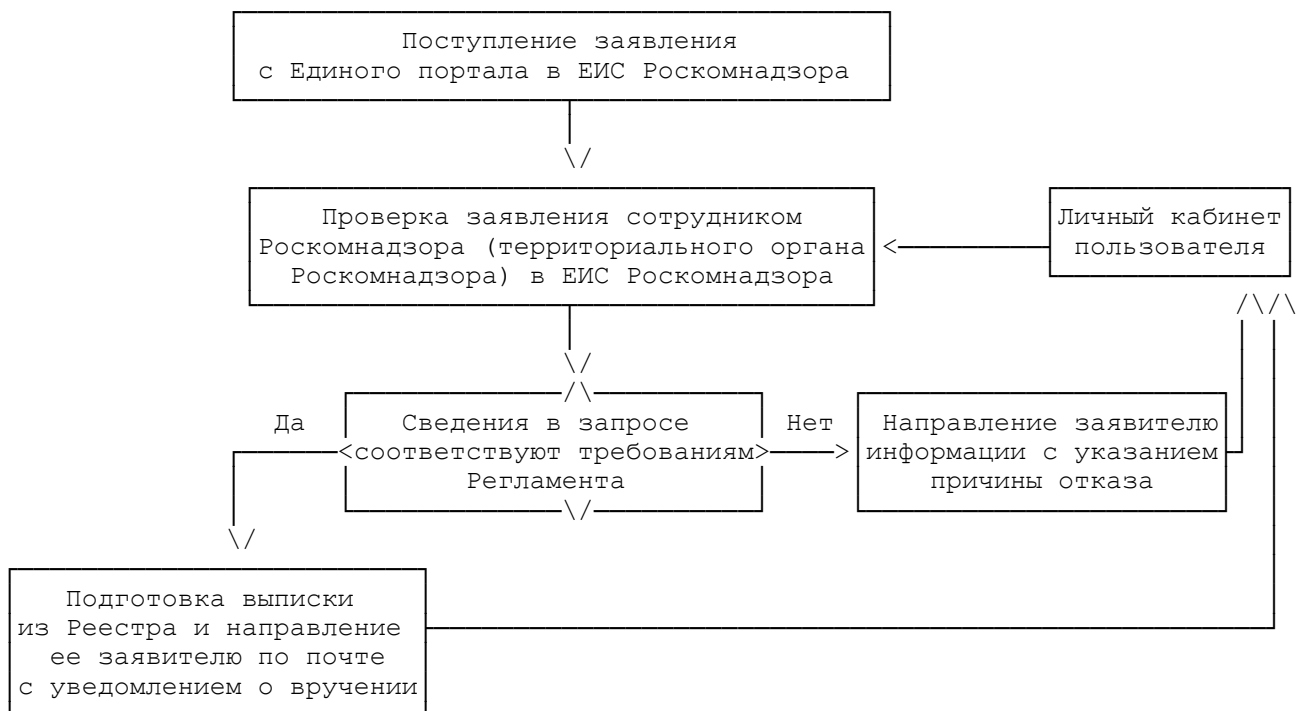 Поступление заявления
с Единого портала в ЕИС Роскомнадзора
Проверка заявления сотрудником
Роскомнадзора (территориального органа
Роскомнадзора) в ЕИС Роскомнадзора
Личный кабинет
пользователя
Да
Сведения в запросе
соответствуют требованиям
Регламента
Нет
Направление заявителю
информации с указанием
причины отказа
Подготовка выписки
из Реестра и направление
ее заявителю по почте
с уведомлением о вручении